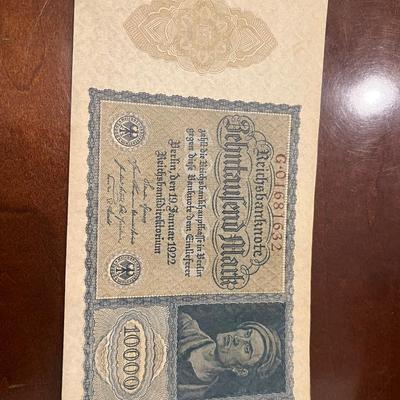 G·01681632
Reichsbanknote
Zehntausend Mark
zahlt die Reichsbankhauptkasse in Berlin
gegen diese Banknote dem Einlieferer
Berlin, den 19. Januar 1922
Reichsbankdirektorium
10000